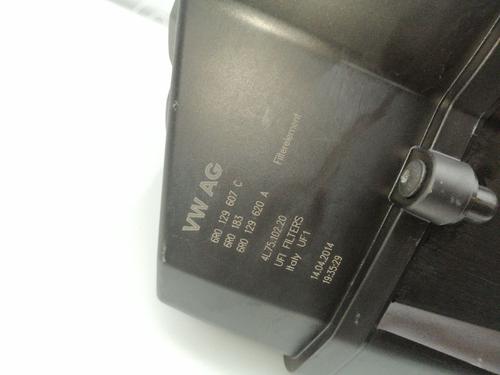 VW AG
6R0 129 607 C
6R0 183
6R0 129 620 A
Filterelement
4L75.102.20
UFI FILTERS
Italy UF1
14.04.2014
19:35:29